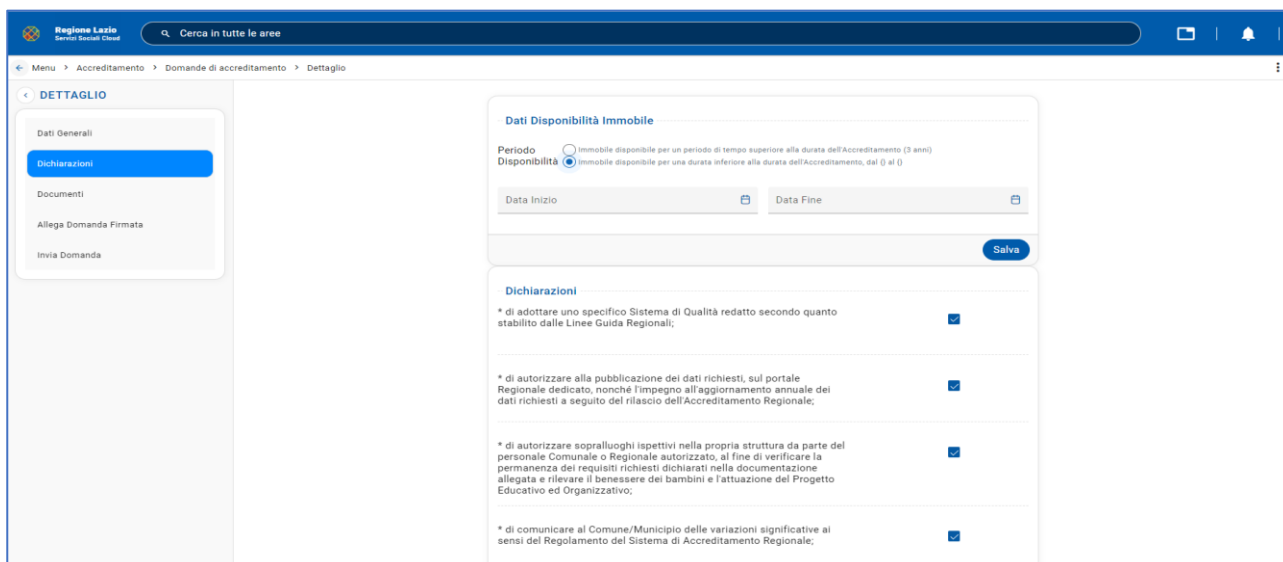 Regione Lazio
Servizi Sociali Cloud
Cerca in tutte le aree
Menu > Accreditamento > Domande di accreditamento > Dettaglio
DETTAGLIO
Dati Generali
Dichiarazioni
Documenti
Allega Domanda Firmata
Invia Domanda
Dati Disponibilità Immobile
Periodo
Disponibilità
Immobile disponibile per un periodo di tempo superiore alla durata dell'Accreditamento (3 anni)
Immobile disponibile per una durata inferiore alla durata dell'Accreditamento, dal () al ()
Data Inizio
Data Fine
Salva
Dichiarazioni
* di adottare uno specifico Sistema di Qualità redatto secondo quanto
stabilito dalle Linee Guida Regionali;
* di autorizzare alla pubblicazione dei dati richiesti, sul portale
Regionale dedicato, nonché l'impegno all'aggiornamento annuale dei
dati richiesti a seguito del rilascio dell'Accreditamento Regionale;
* di autorizzare sopralluoghi ispettivi nella propria struttura da parte del
personale Comunale o Regionale autorizzato, al fine di verificare la
permanenza dei requisiti richiesti dichiarati nella documentazione
allegata e rilevare il benessere dei bambini e l'attuazione del Progetto
Educativo ed Organizzativo;
* di comunicare al Comune/Municipio delle variazioni significative ai
sensi del Regolamento del Sistema di Accreditamento Regionale;